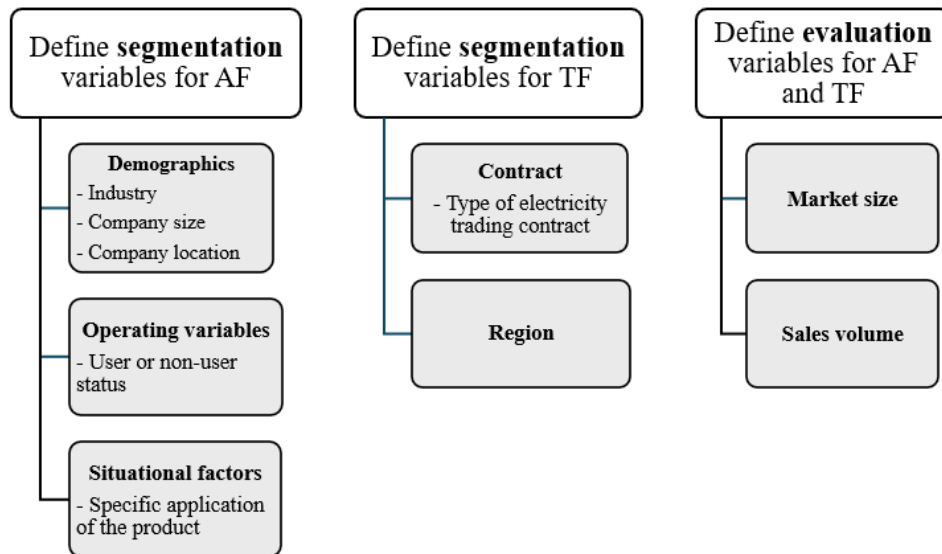 Define segmentation
variables for AF
Demographics
- Industry
- Company size
- Company location
Operating variables
- User or non-user
status
Situational factors
- Specific application
of the product
Define segmentation
variables for TF
Contract
- Type of electricity
trading contract
Region
Define evaluation
variables for AF
and TF
Market size
Sales volume